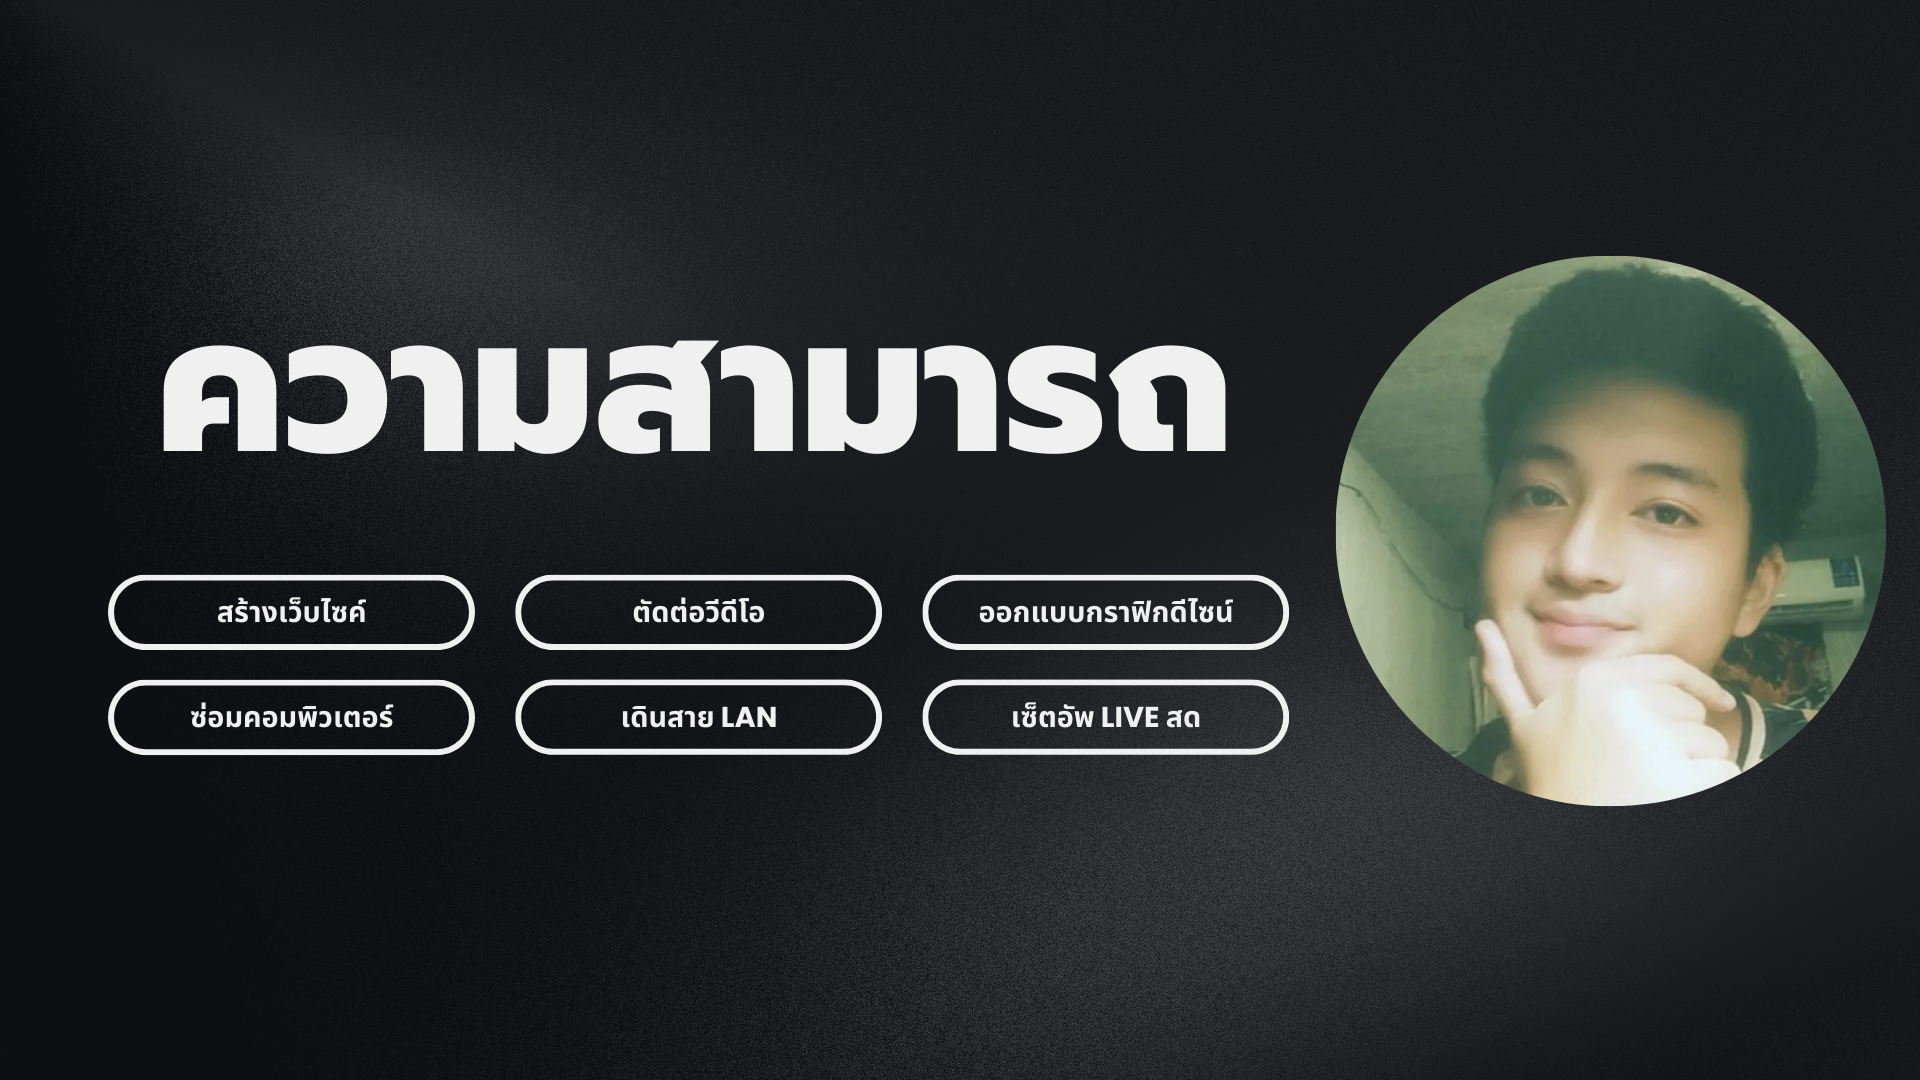 ความสามารถ
สร้างเว็บไซค์
ตัดต่อวีดีโอ
ออกแบบกราฟิกดีไซน์
ซ่อมคอมพิวเตอร์
เดินสาย LAN
เซ็ตอัพ LIVE สด